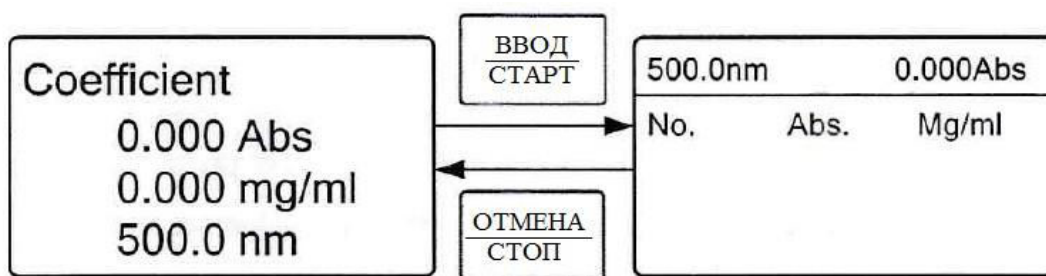 Coefficient
0.000 Abs
0.000 mg/ml
500.0 nm
ВВОД
СТАРТ
ОТМЕНА
СТОП
500.0nm 0.000Abs
No. Abs. Mg/ml